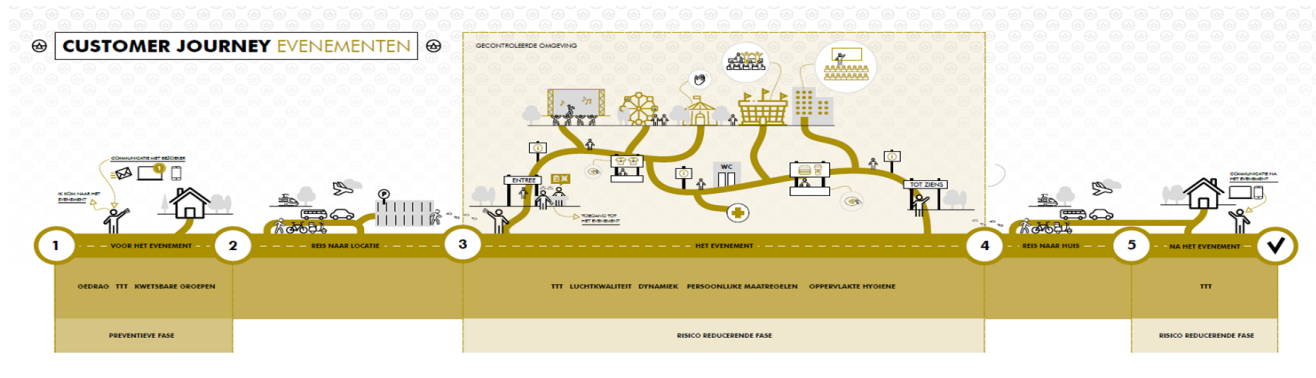 CUSTOMER JOURNEY EVENEMENTEN
GECONTROLEERDE OMGEVING
COMMUNICATIE MET BEZOEKER
1
IK KOM NAAR HET
EVENEMENT
P
ENTREE
WC
TOEGANG TOT
HET EVENEMENT
TOT ZIENS
COMMUNICATIE NA
HET EVENEMENT
1 VOOR HET EVENEMENT 2 REIS NAAR LOCATIE 3 HET EVENEMENT 4 REIS NAAR HUIS 5 NA HET EVENEMENT
GEDRAG TTT KWETSBARE GROEPEN
TTT LUCHTKWALITEIT DYNAMIEK PERSOONLIJKE MAATREGELEN OPPERVLAKTE HYGIENE
TTT
PREVENTIEVE FASE
RISICO REDUCERENDE FASE
RISICO REDUCERENDE FASE